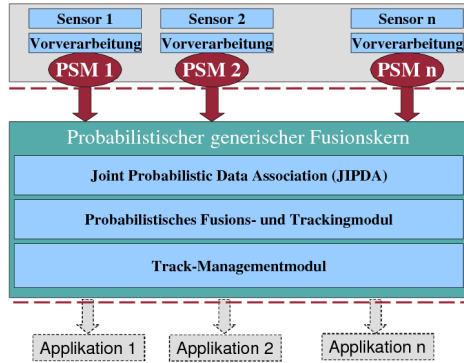 Sensor 1 Sensor 2 Sensor n
Vorverarbeitung Vorverarbeitung Vorverarbeitung
PSM 1 PSM 2 PSM n
Probabilistischer generischer Fusionskern
Joint Probabilistic Data Association (JIPDA)
Probabilistisches Fusions- und Trackingmodul
Track-Managementmodul
Applikation 1 Applikation 2 Applikation n